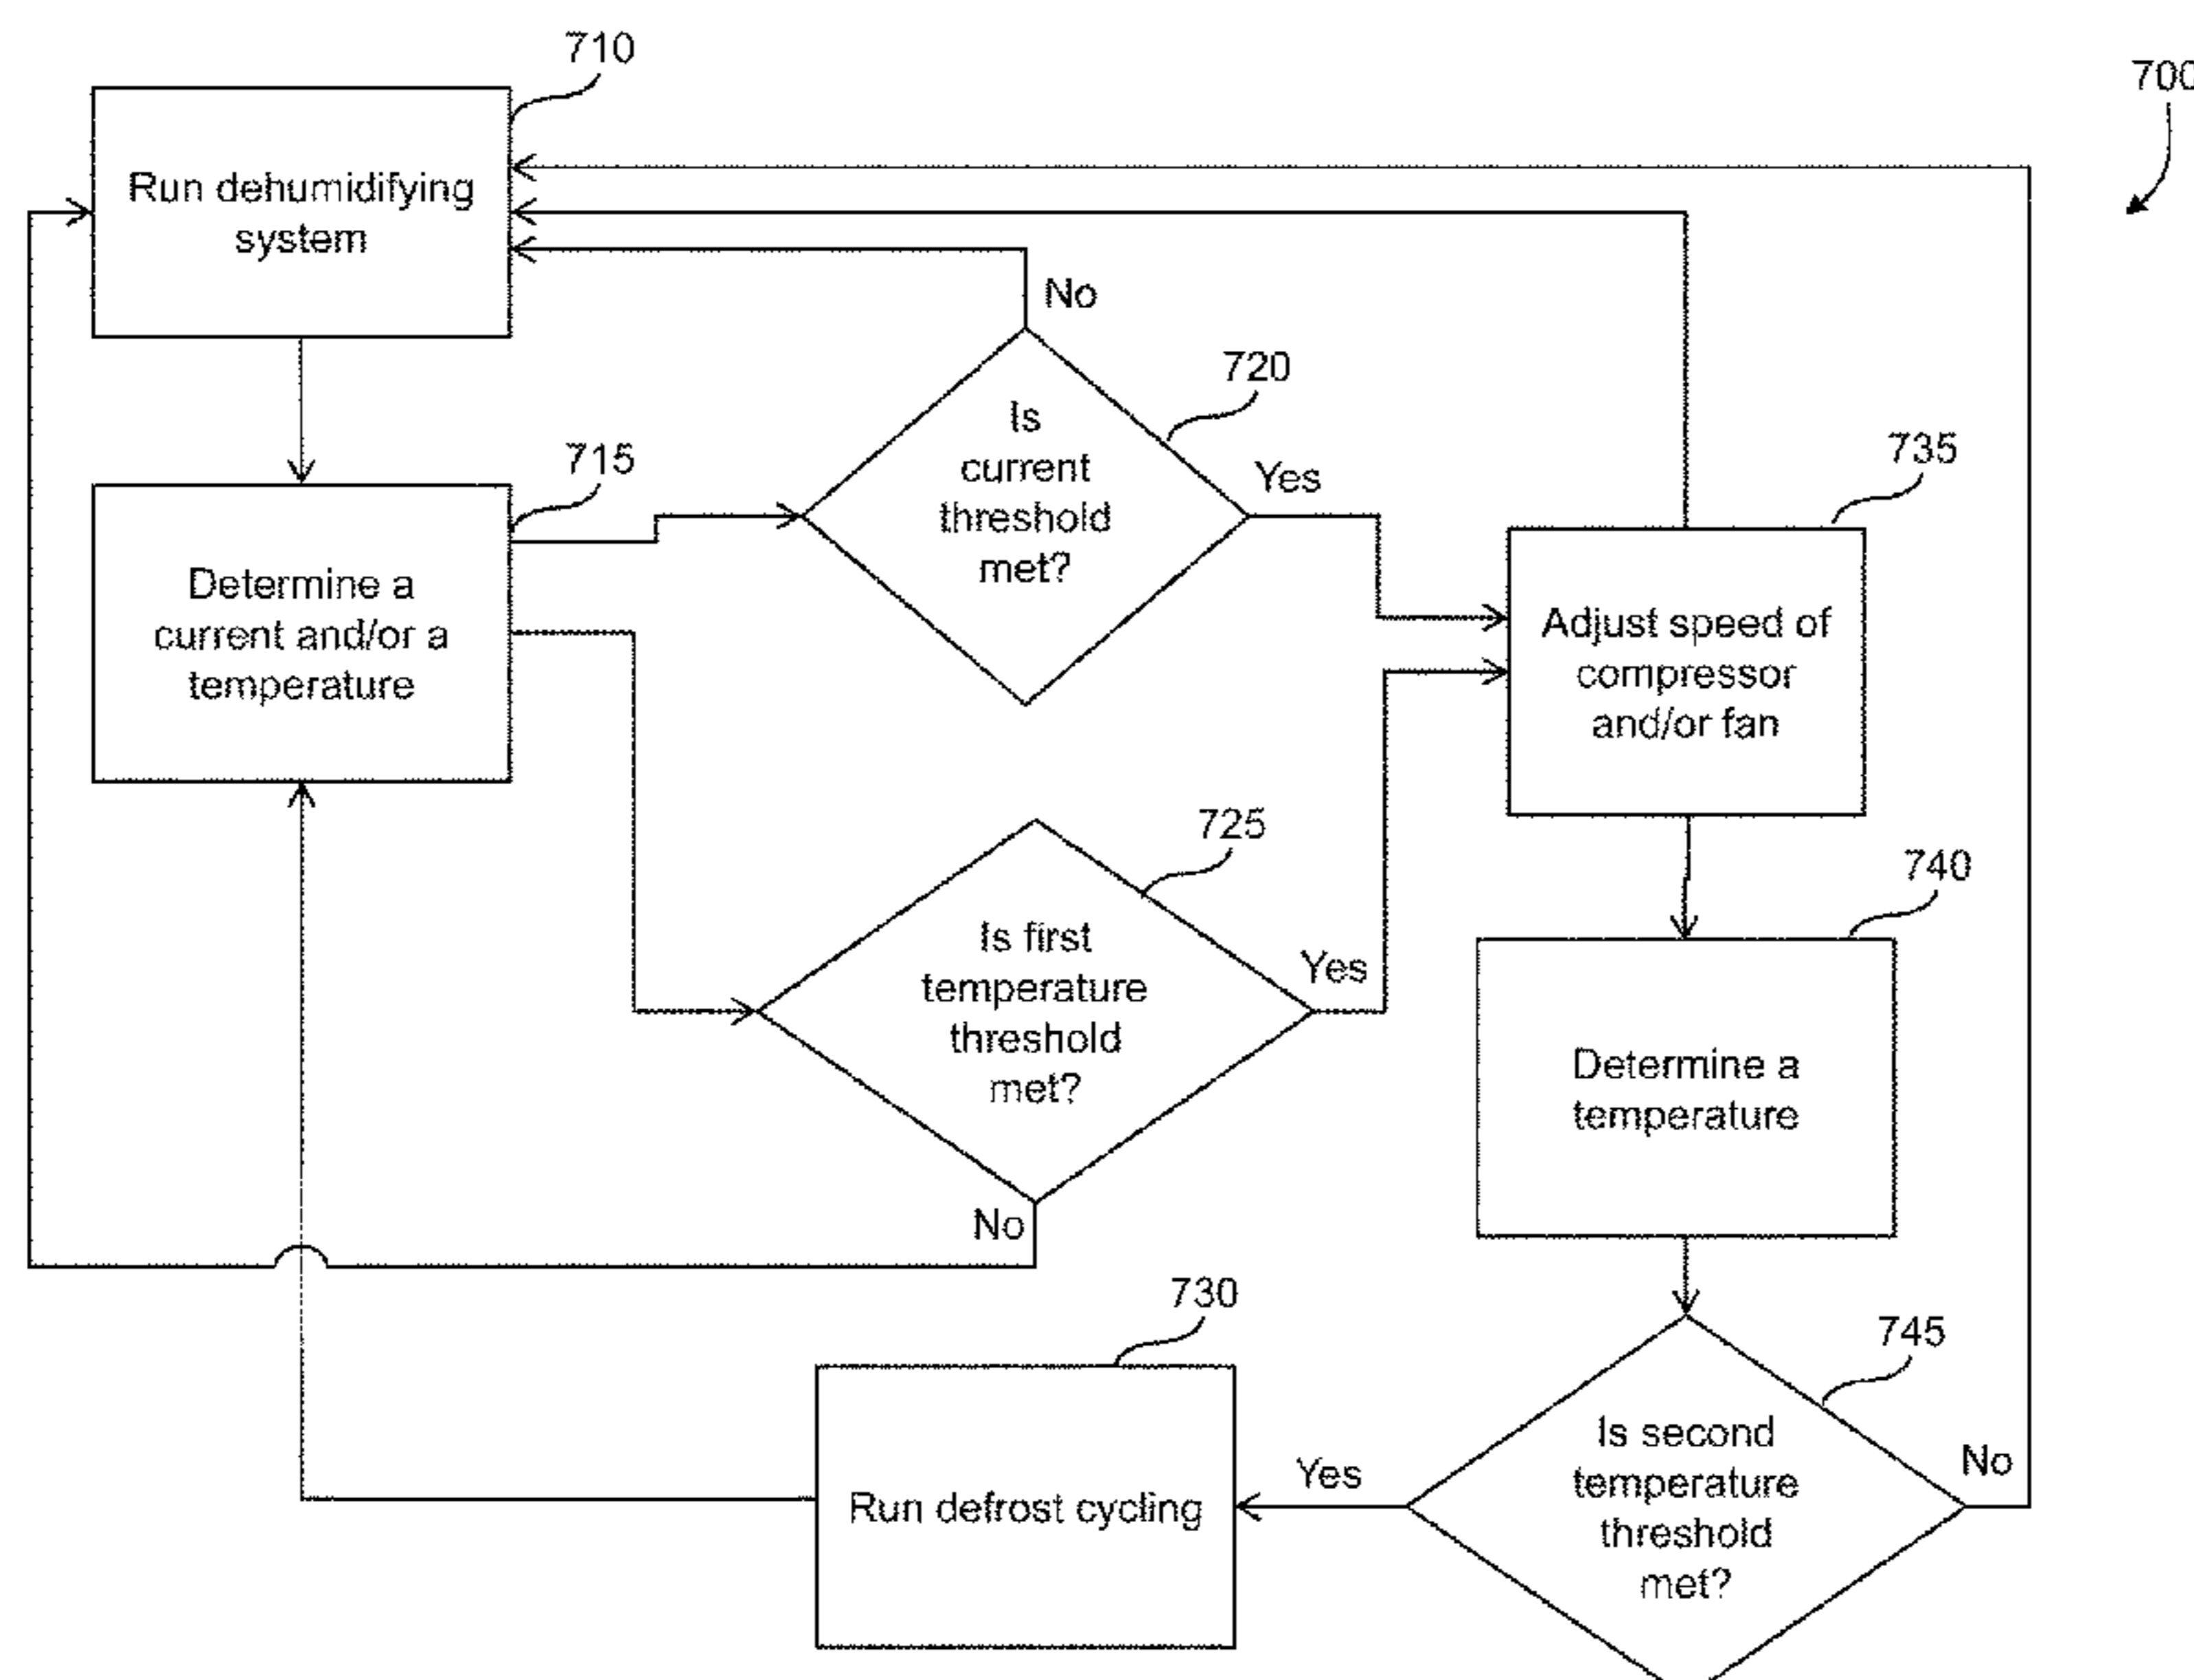 710
700
Run dehumidifying
system
No
720
Is
current
threshold
met?
Yes
715
Determine a
current and/or a
temperature
735
Adjust speed of
compressor
and/or fan
725
Is first
temperature
threshold
met?
Yes
No
740
Determine a
temperature
730
Run defrost cycling
745
Is second
temperature
threshold
met?
Yes
No